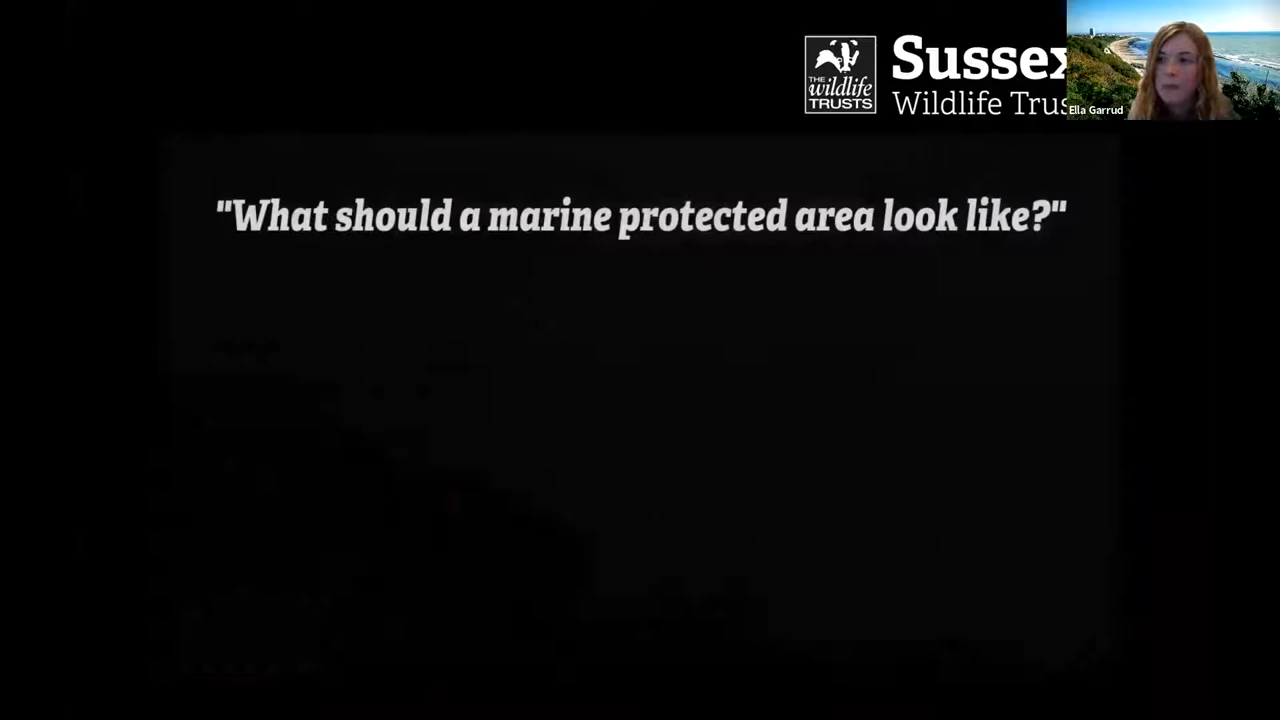 Sussex
Wildlife Trus
THE
wildlife
TRUSTS
Ella Garrud
"What should a marine protected area look like?"